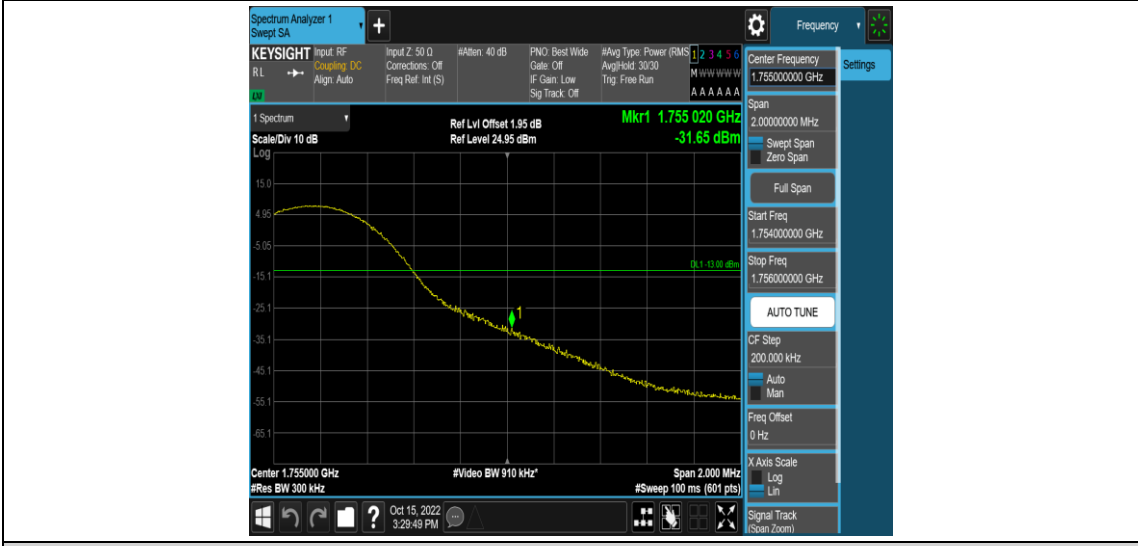 Spectrum Analyzer 1
Swept SA
+
Frequency
KEYSIGHT
RL
Input: RF
Coupling: DC
Align: Auto
Input Z: 50 Ω
Corrections: Off
Freq Ref: Int (S)
#Atten: 40 dB
PNO: Best Wide
Gate: Off
IF Gain: Low
Sig Track: Off
#Avg Type: Power (RMS
Avg|Hold: 30/30
Trig: Free Run
1 2 3 4 5 6
M W W W W W
A A A A A A
1 Spectrum
Scale/Div 10 dB
Log
Ref Lvl Offset 1.95 dB
Ref Level 24.95 dBm
Mkr1 1.755 020 GHz
-31.65 dBm
15.0
4.95
-5.05
-15.1
-25.1
-35.1
-45.1
-55.1
-65.1
DL1 -13.00 dBm
1
Center 1.755000 GHz
#Res BW 300 kHz
#Video BW 910 kHz*
Span 2.000 MHz
#Sweep 100 ms (601 pts)
?
Oct 15, 2022
3:29:49 PM
Center Frequency
1.755000000 GHz
Span
2.00000000 MHz
Swept Span
Zero Span
Full Span
Start Freq
1.754000000 GHz
Stop Freq
1.756000000 GHz
AUTO TUNE
CF Step
200.000 kHz
Auto
Man
Freq Offset
0 Hz
X Axis Scale
Log
Lin
Signal Track
(Span Zoom)
Settings